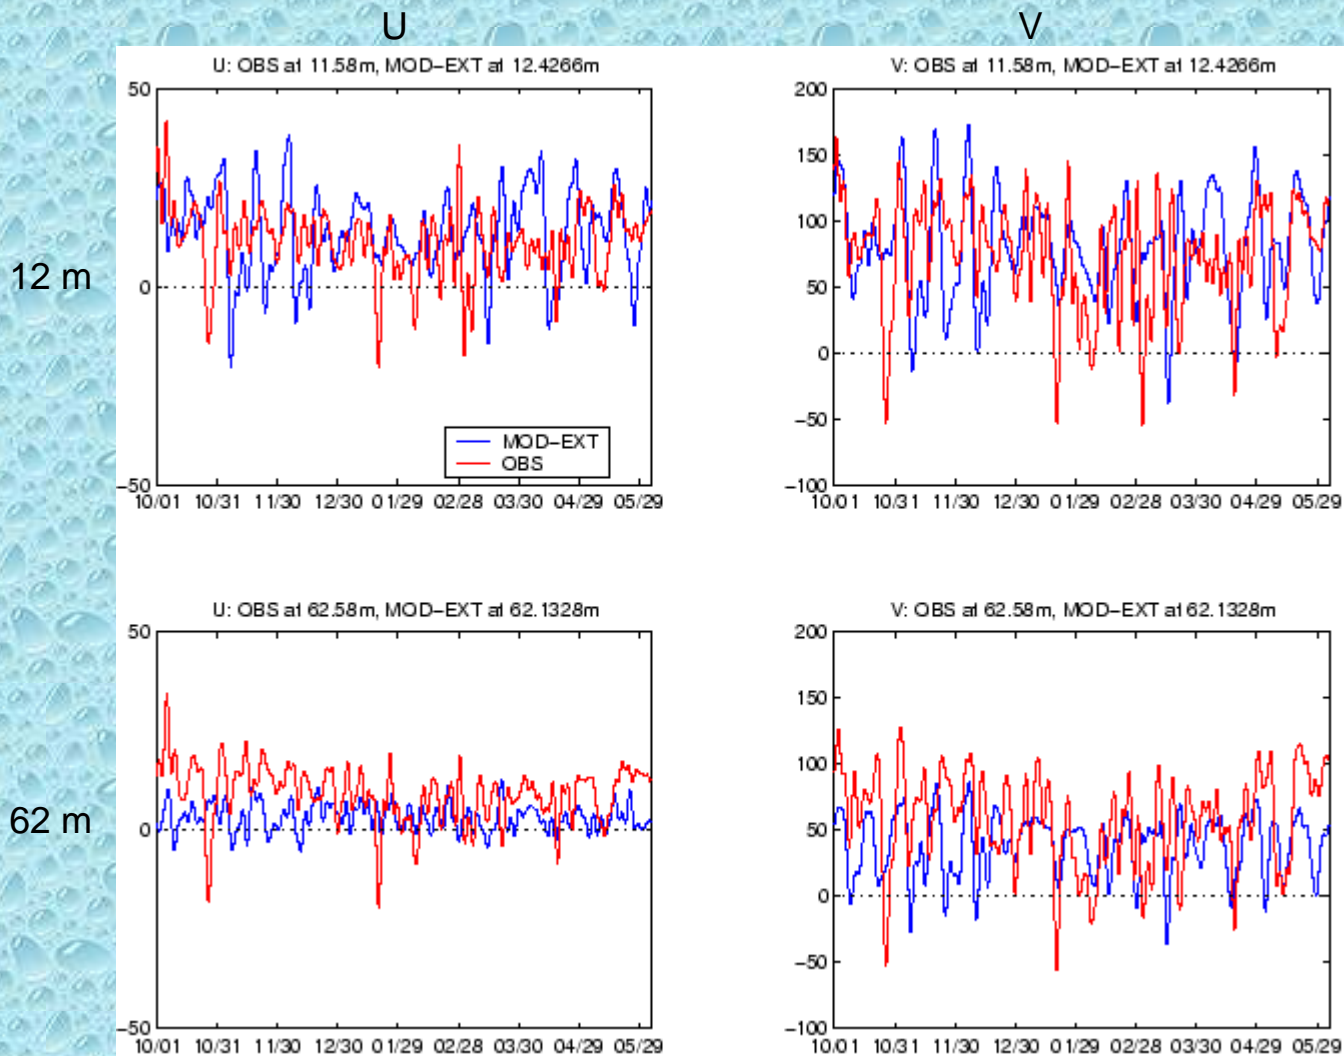 U
V
U: OBS at 11.58m, MOD-EXT at 12.4266m
V: OBS at 11.58m, MOD-EXT at 12.4266m
12 m
50
0
-50
MOD-EXT
OBS
10/01 10/31 11/30 12/30 01/29 02/28 03/30 04/29 05/29
200
150
100
50
0
-50
-100
10/01 10/31 11/30 12/30 01/29 02/28 03/30 04/29 05/29
U: OBS at 62.58m, MOD-EXT at 62.1328m
V: OBS at 62.58m, MOD-EXT at 62.1328m
62 m
50
0
-50
10/01 10/31 11/30 12/30 01/29 02/28 03/30 04/29 05/29
200
150
100
50
0
-50
-100
10/01 10/31 11/30 12/30 01/29 02/28 03/30 04/29 05/29